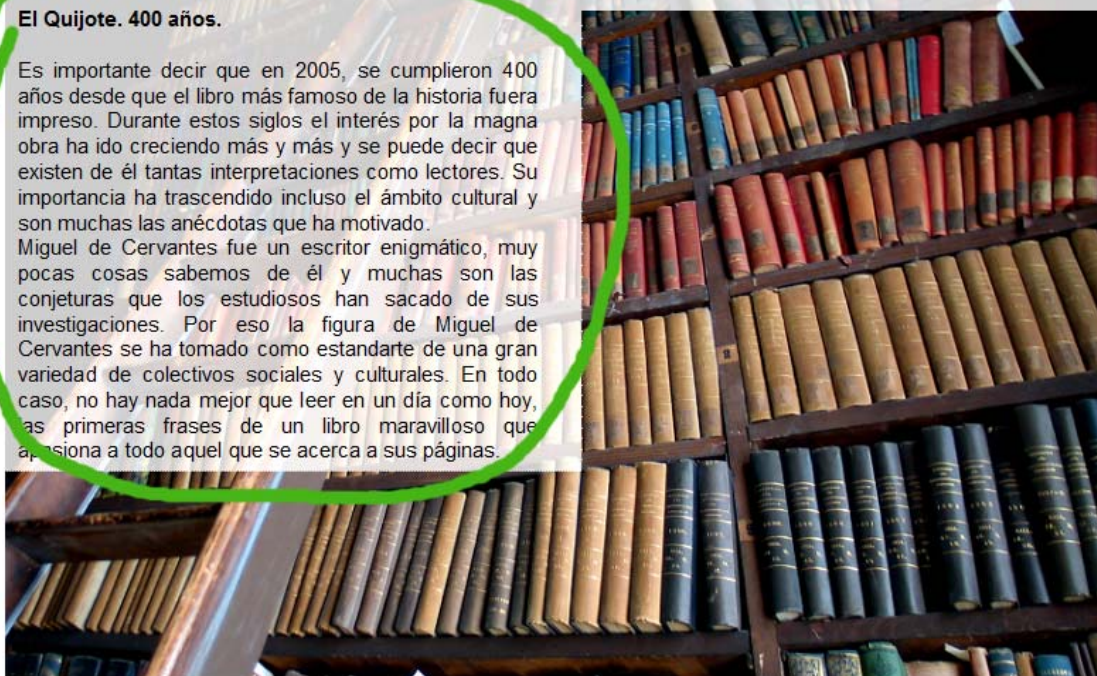 El Quijote. 400 años.
Es importante decir que en 2005, se cumplieron 400
años desde que el libro más famoso de la historia fuera
impreso. Durante estos siglos el interés por la magna
obra ha ido creciendo más y más y se puede decir que
existen de él tantas interpretaciones como lectores. Su
importancia ha trascendido incluso el ámbito cultural y
son muchas las anécdotas que ha motivado.
Miguel de Cervantes fue un escritor enigmático, muy
pocas cosas sabemos de él y muchas son las
conjeturas que los estudiosos han sacado de sus
investigaciones. Por eso la figura de Miguel de
Cervantes se ha tomado como estandarte de una gran
variedad de colectivos sociales y culturales. En todo
caso, no hay nada mejor que leer en un día como hoy,
las primeras frases de un libro maravilloso que
apasiona a todo aquel que se acerca a sus páginas.